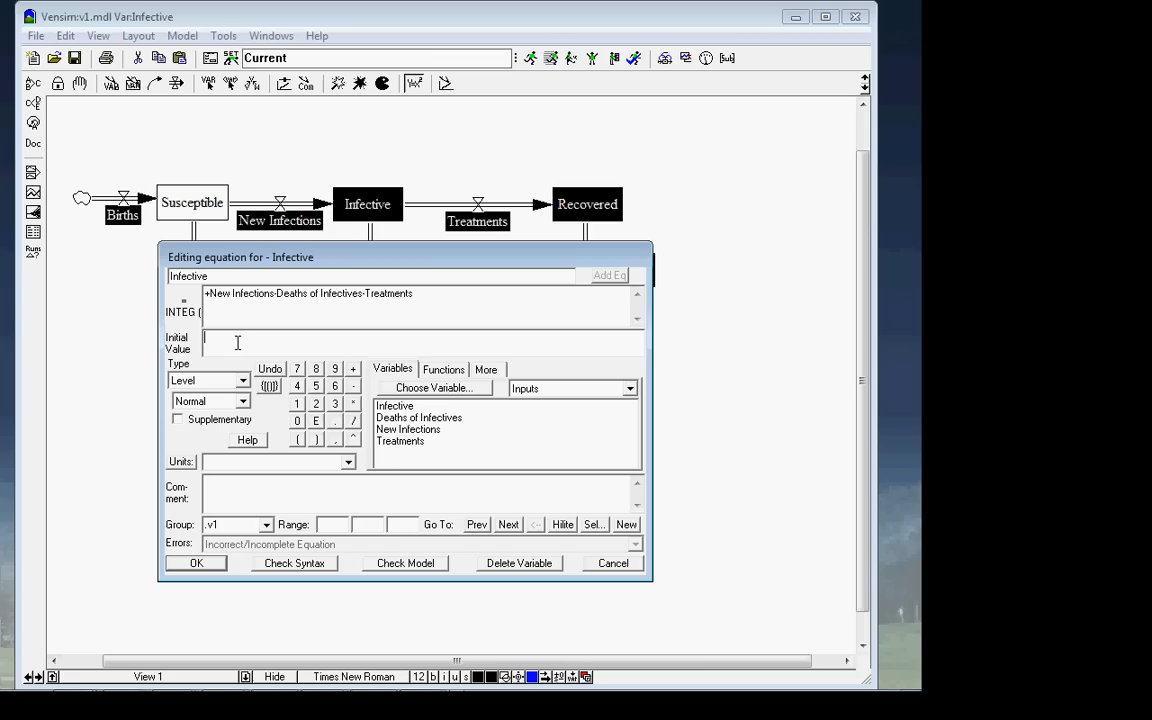 Vensim:v1.mdl Var:Infective
File Edit View Layout Model Tools Windows Help
SET Current
VAR
Com
Doc
Runs
Births
Susceptible
New Infections
Infective
Treatments
Recovered
Editing equation for - Infective
Infective
Add Eq
=
INTEG (
+New Infections-Deaths of Infectives-Treatments
Initial
Value
Type
Level
Normal
Supplementary
Help
Undo 7 8 9 +
{[()]} 4 5 6 -
1 2 3 *
0 E . /
( ) , ^
Variables Functions More
Choose Variable... Inputs
Infective
Deaths of Infectives
New Infections
Treatments
Units:
Com-
ment:
Group: .v1 Range: Go To: Prev Next <- Hilite Sel... New
Errors: Incorrect/Incomplete Equation
OK Check Syntax Check Model Delete Variable Cancel
View 1 Hide Times New Roman 12 b i u s